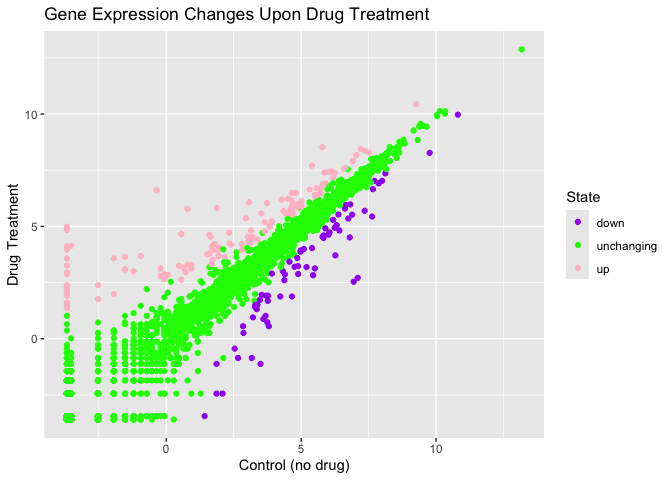 Gene Expression Changes Upon Drug Treatment
Drug Treatment
10
5
0
0
5
10
Control (no drug)
State
down
unchanging
up